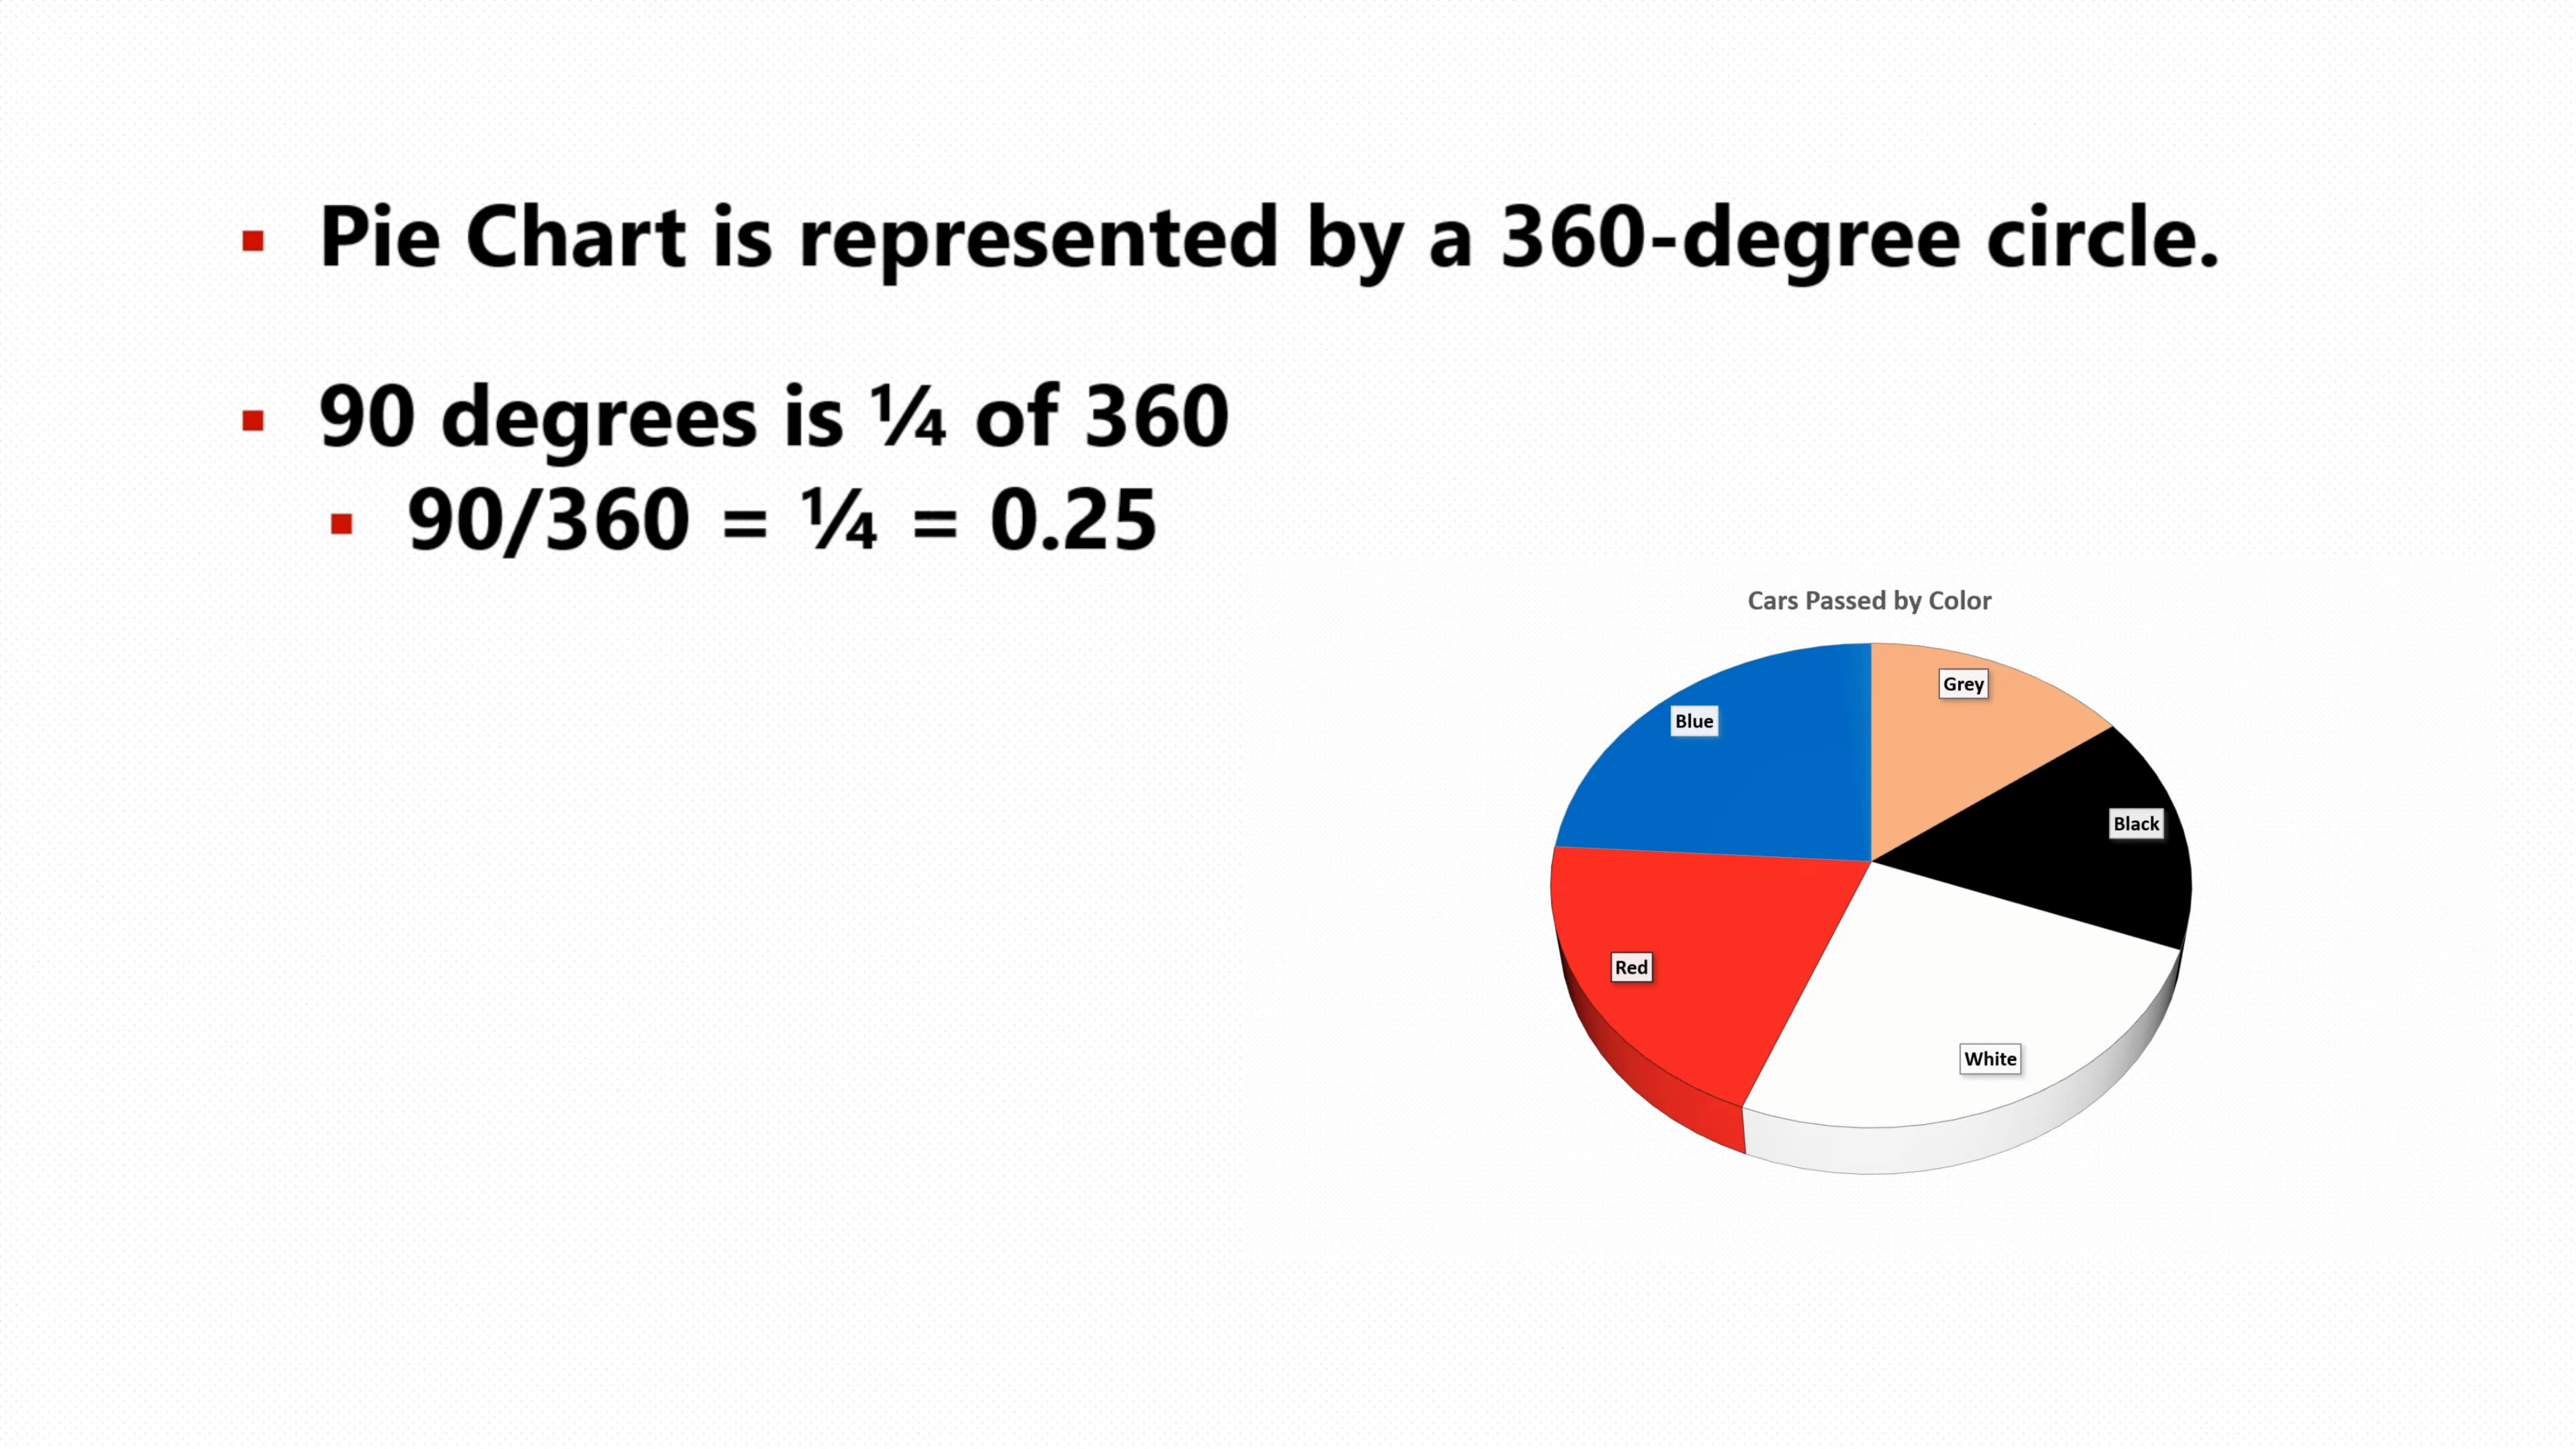 Pie Chart is represented by a 360-degree circle.
90 degrees is ¼ of 360
90/360 = ¼ = 0.25
Cars Passed by Color
Grey
Blue
Black
Red
White